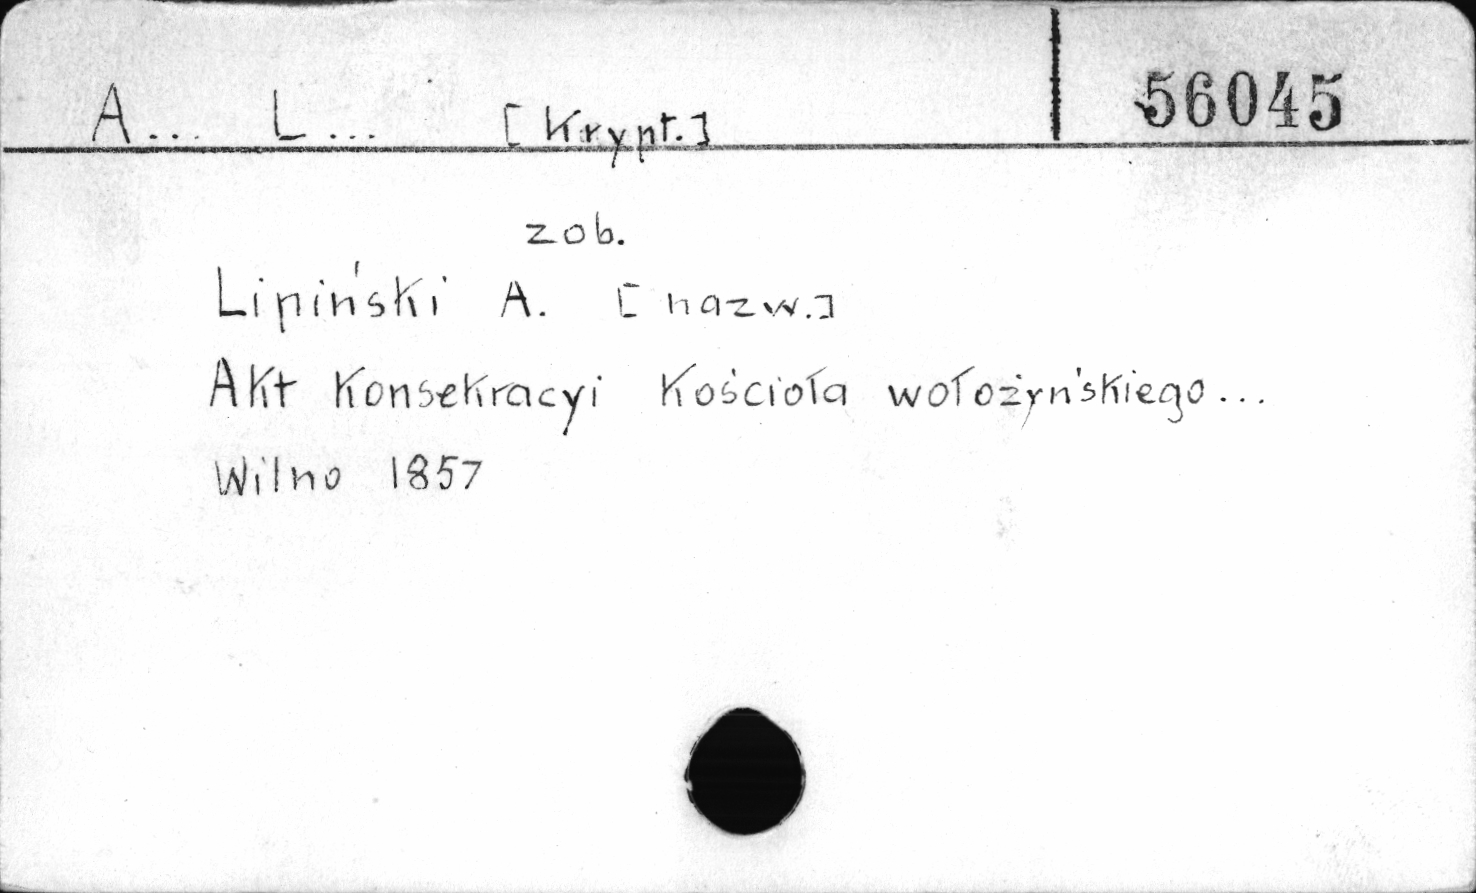 A... L... [Krypt.] 56045
zob.
Lipiński A. [nazw.]
Akt Konsekracyi Kościoła wołożyńskiego...
Wilno 1857